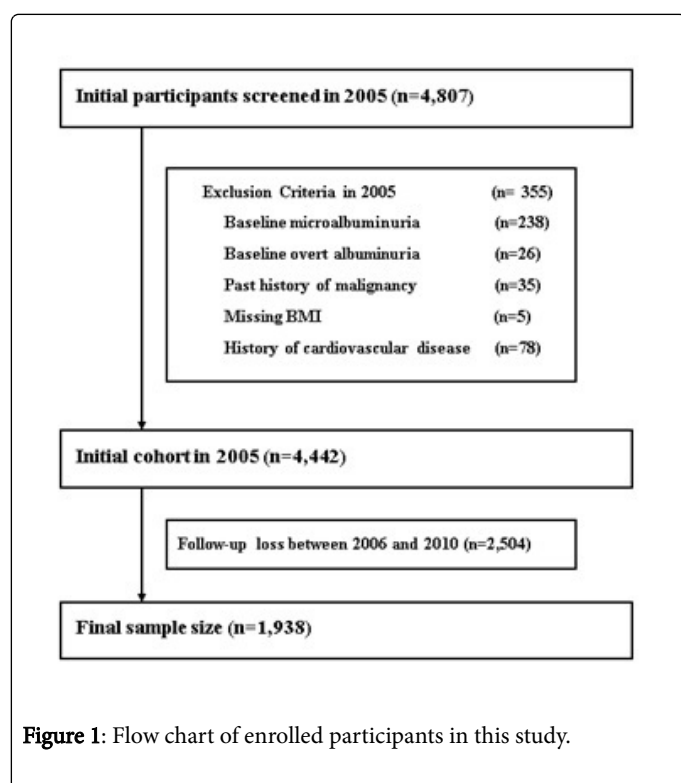 Initial participants screened in 2005 (n=4,807)
Exclusion Criteria in 2005 (n= 355)
Baseline microalbuminuria (n=238)
Baseline overt albuminuria (n=26)
Past history of malignancy (n=35)
Missing BMI (n=5)
History of cardiovascular disease (n=78)
Initial cohort in 2005 (n=4,442)
Follow-up loss between 2006 and 2010 (n=2,504)
Final sample size (n=1,938)
Figure 1: Flow chart of enrolled participants in this study.